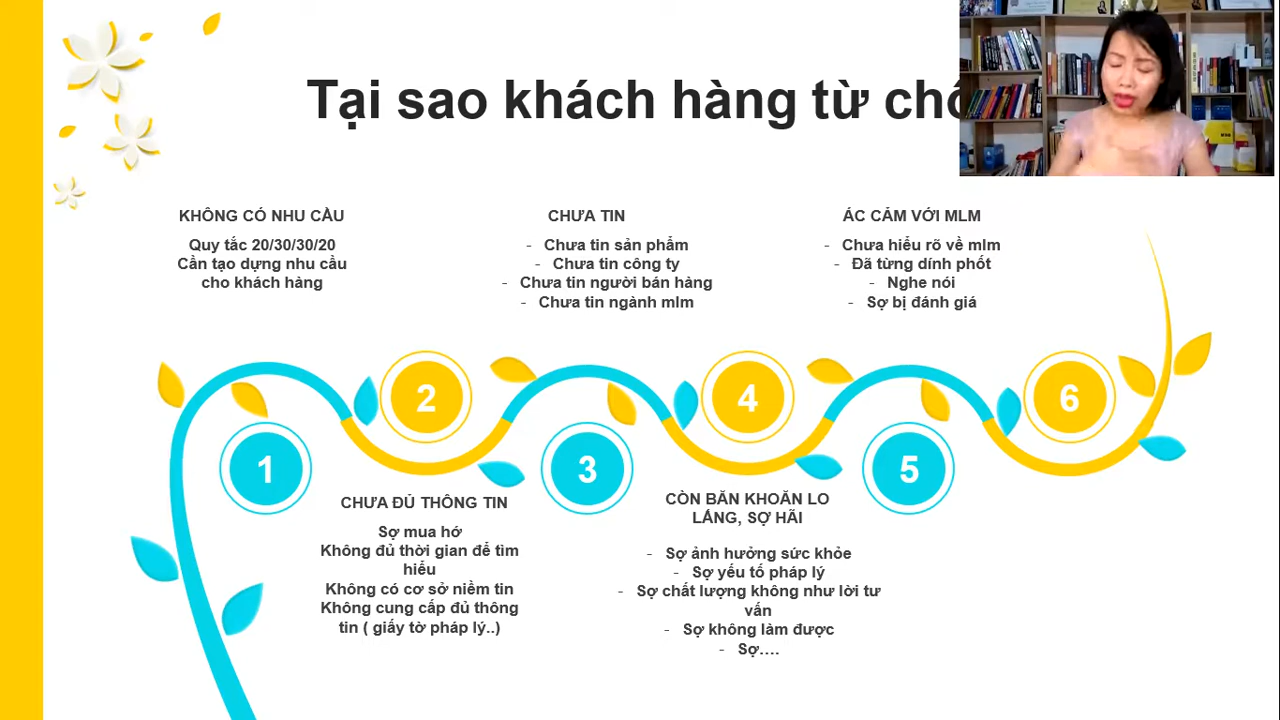 Tại sao khách hàng từ
KHÔNG CÓ NHU CẦU
Quy tắc 20/30/30/20
Cần tạo dựng nhu cầu
cho khách hàng
CHƯA TIN
- Chưa tin sản phẩm
- Chưa tin công ty
- Chưa tin người bán hàng
- Chưa tin ngành mlm
ÁC CẢM VỚI MLM
- Chưa hiểu rõ về mlm
- Đã từng dính phốt
- Nghe nói
- Sợ bị đánh giá
1
2
3
4
5
6
CHƯA ĐỦ THÔNG TIN
Sợ mua hớ
Không đủ thời gian để tìm
hiểu
Không có cơ sở niềm tin
Không cung cấp đủ thông
tin ( giấy tờ pháp lý..)
CÒN BĂN KHOĂN LO
LẮNG, SỢ HÃI
- Sợ ảnh hưởng sức khỏe
- Sợ yếu tố pháp lý
- Sợ chất lượng không như lời tư
vấn
- Sợ không làm được
- Sợ....